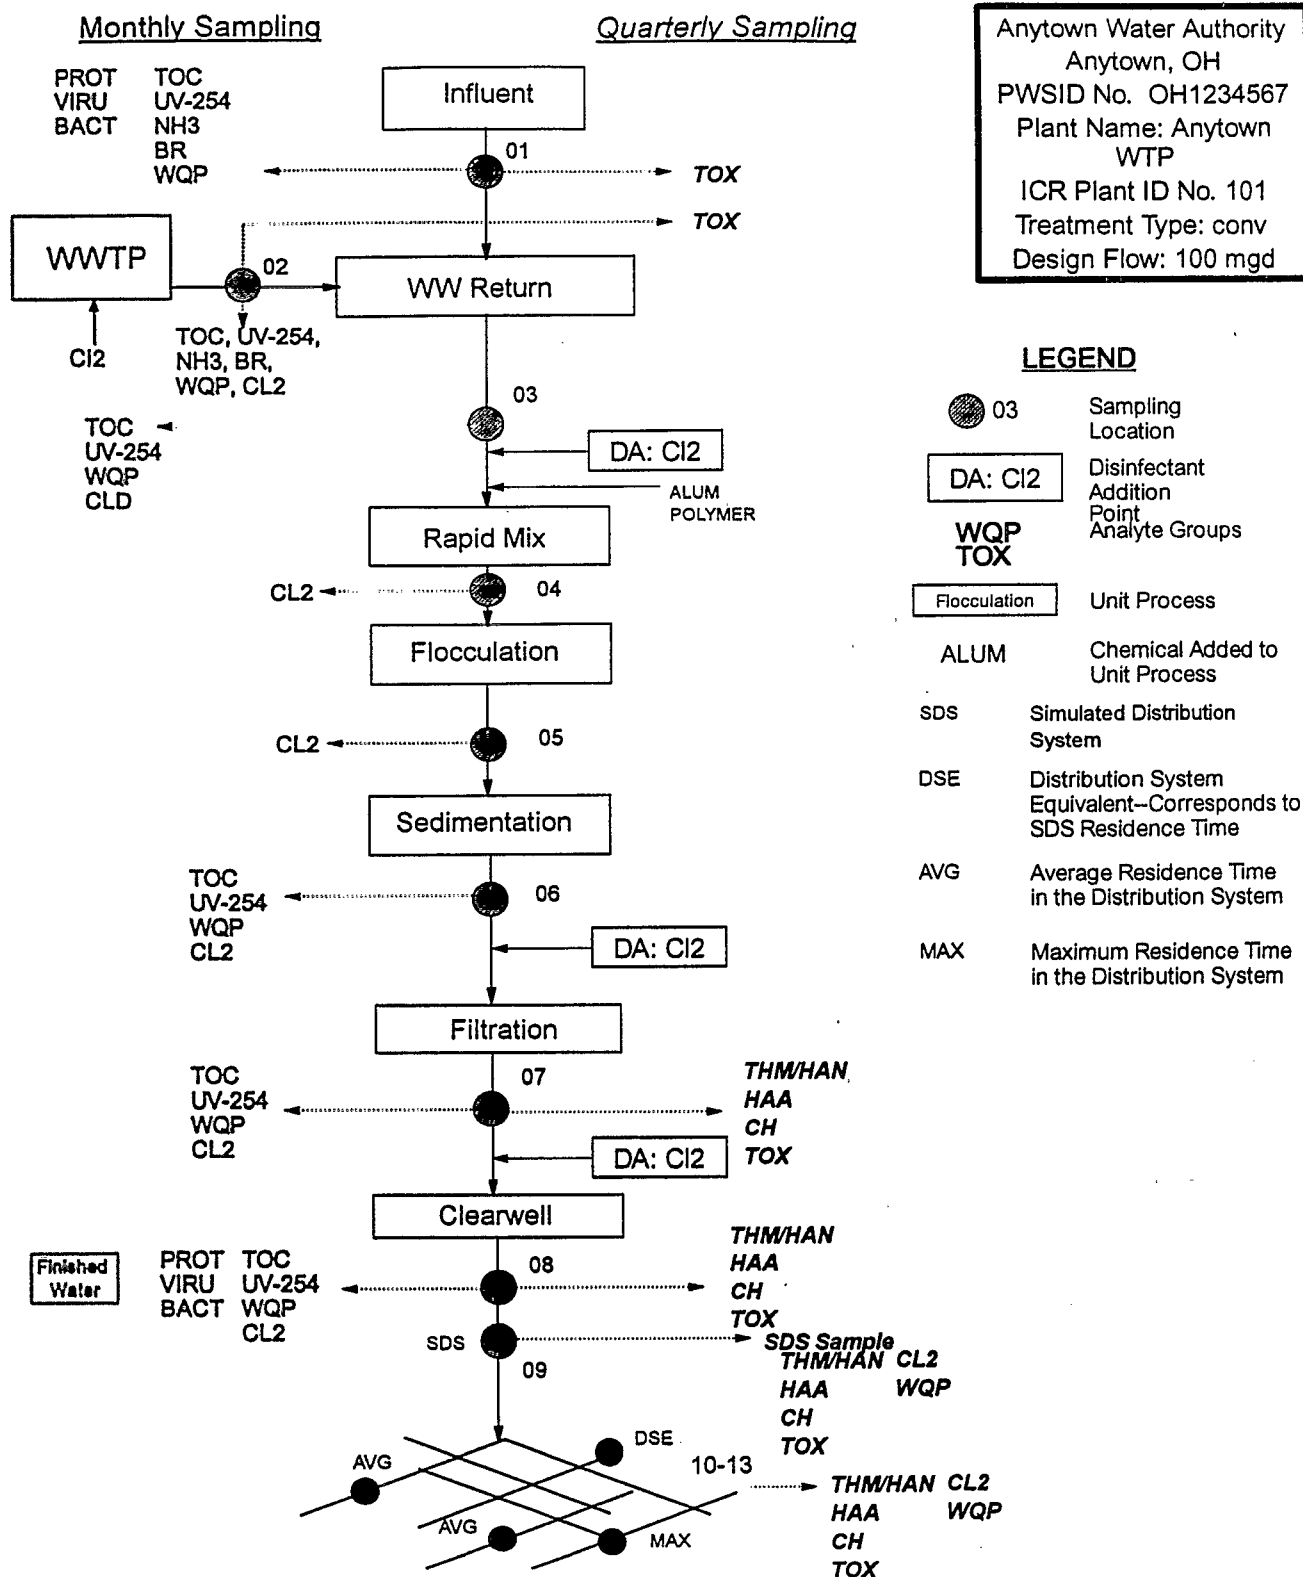 Monthly Sampling
Quarterly Sampling
Anytown Water Authority
Anytown, OH
PWSID No. OH1234567
Plant Name: Anytown
WTP
ICR Plant ID No. 101
Treatment Type: conv
Design Flow: 100 mgd
PROT TOC
VIRU UV-254
BACT NH3
BR
WQP
Influent
01
TOX
TOX
WWTP
02
WW Return
Cl2
TOC, UV-254,
NH3, BR,
WQP, CL2
03
TOC
UV-254
WQP
CLD
DA: Cl2
ALUM
POLYMER
Rapid Mix
CL2
04
Flocculation
CL2
05
Sedimentation
TOC
UV-254
WQP
CL2
06
DA: Cl2
Filtration
TOC
UV-254
WQP
CL2
07
THM/HAN
HAA
CH
TOX
DA: Cl2
Clearwell
Finished
Water
PROT TOC
VIRU UV-254
BACT WQP
CL2
08
THM/HAN
HAA
CH
TOX
SDS
09
SDS Sample
THM/HAN CL2
HAA WQP
CH
TOX
AVG
DSE
10-13
AVG
MAX
THM/HAN CL2
HAA WQP
CH
TOX
LEGEND
03 Sampling
Location
DA: Cl2 Disinfectant
Addition
Point
WQP Analyte Groups
TOX
Flocculation Unit Process
ALUM Chemical Added to
Unit Process
SDS Simulated Distribution
System
DSE Distribution System
Equivalent--Corresponds to
SDS Residence Time
AVG Average Residence Time
in the Distribution System
MAX Maximum Residence Time
in the Distribution System